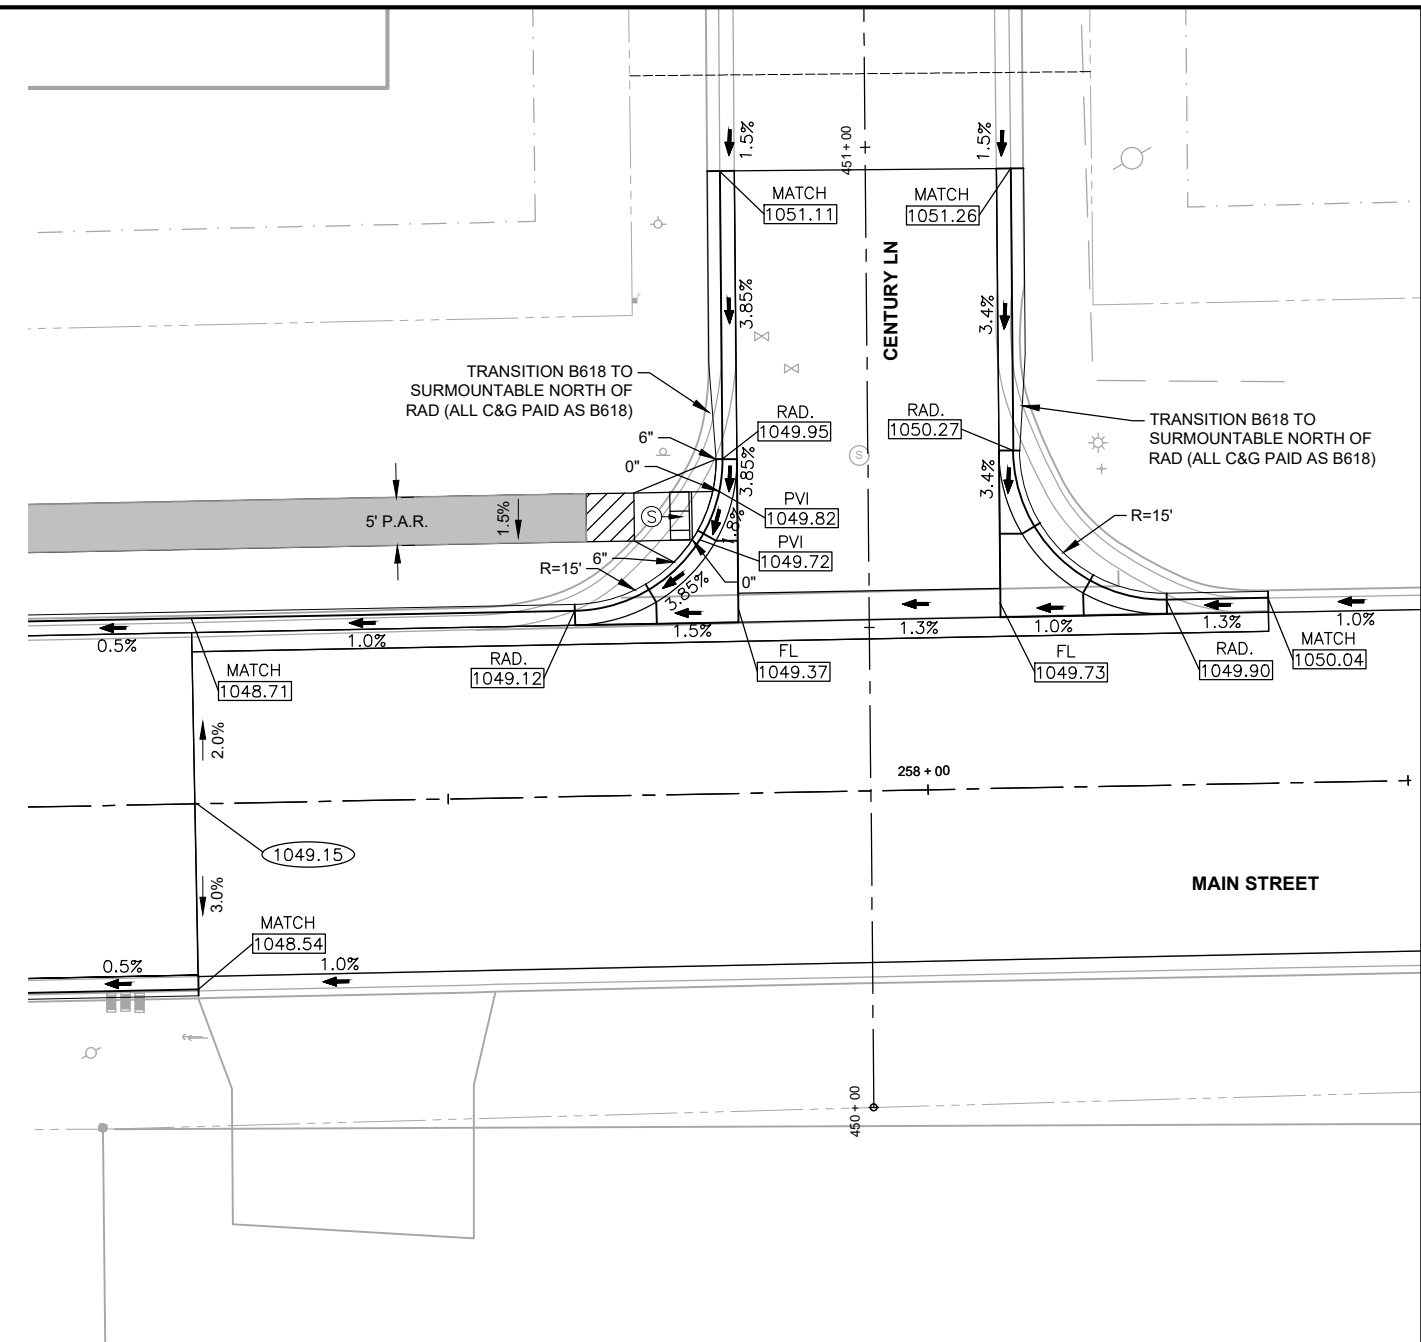 1.5%
451+00
1.5%
MATCH
1051.11
MATCH
1051.26
CENTURY LN
3.85%
3.4%
TRANSITION B618 TO
SURMOUNTABLE NORTH OF
RAD (ALL C&G PAID AS B618)
RAD.
1049.95
RAD.
1050.27
TRANSITION B618 TO
SURMOUNTABLE NORTH OF
RAD (ALL C&G PAID AS B618)
6"
0"
S
3.85%
3.4%
PVI
1049.82
5' P.A.R.
1.5%
S
1.8%
R=15'
PVI
1049.72
6"
R=15'
3.85%
0"
0.5%
1.0%
1.5%
1.3%
1.0%
1.3%
1.0%
MATCH
1048.71
RAD.
1049.12
FL
1049.37
FL
1049.73
RAD.
1049.90
MATCH
1050.04
2.0%
258+00
1049.15
3.0%
MAIN STREET
MATCH
1048.54
0.5%
1.0%
450+00